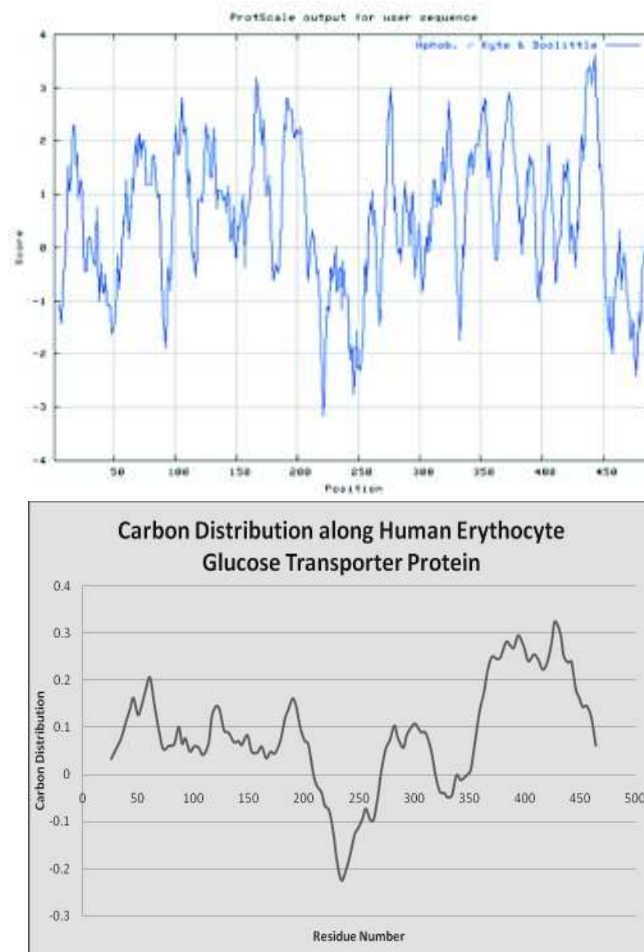 ProtScale output for user sequence
Hphob. / Kyte & Doolittle
4
3
2
1
0
-1
-2
-3
-4
Score
50 100 150 200 250 300 350 400 450
Position
Carbon Distribution along Human Erythocyte
Glucose Transporter Protein
0.4
0.3
0.2
0.1
0
-0.1
-0.2
-0.3
Carbon Distribution
0 50 100 150 200 250 300 350 400 450 500
Residue Number